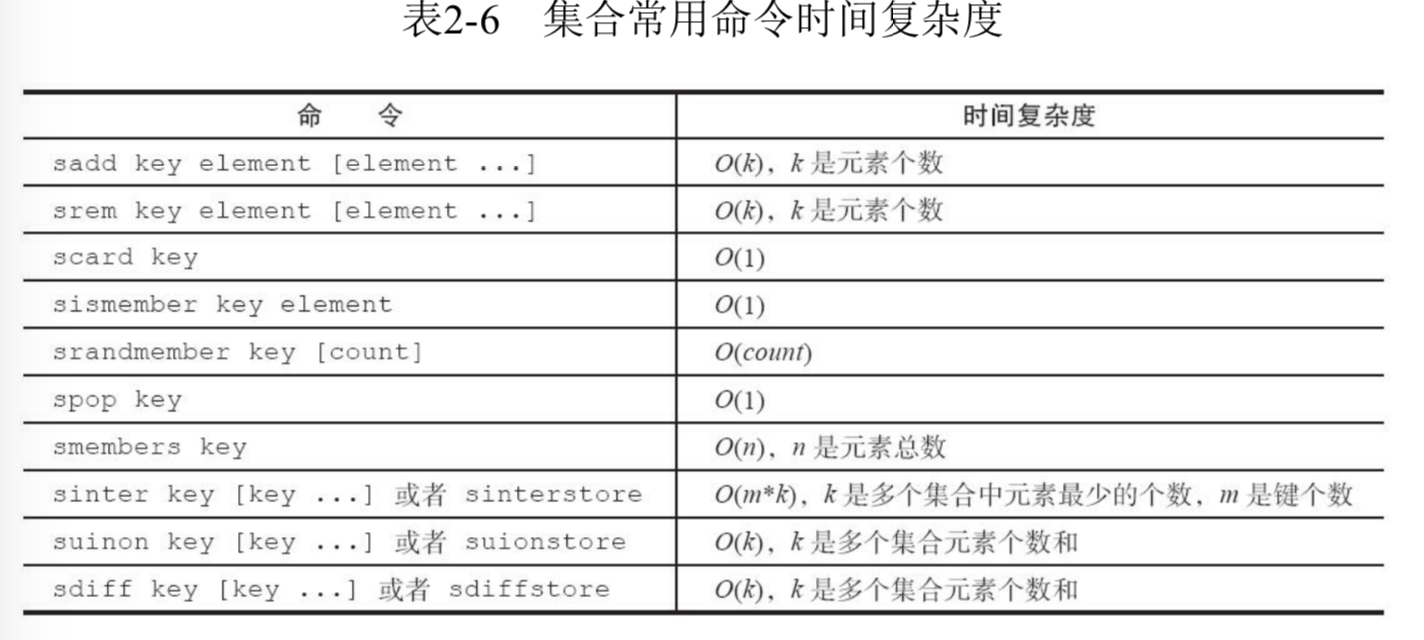 表2-6 集合常用命令时间复杂度
命 令 时间复杂度
sadd key element [element ...] O(k)，k 是元素个数
srem key element [element ...] O(k)，k 是元素个数
scard key O(1)
sismember key element O(1)
srandmember key [count] O(count)
spop key O(1)
smembers key O(n)，n 是元素总数
sinter key [key ...] 或者 sinterstore O(m*k)，k 是多个集合中元素最少的个数，m 是键个数
suinon key [key ...] 或者 suionstore O(k)，k 是多个集合元素个数和
sdiff key [key ...] 或者 sdiffstore O(k)，k 是多个集合元素个数和